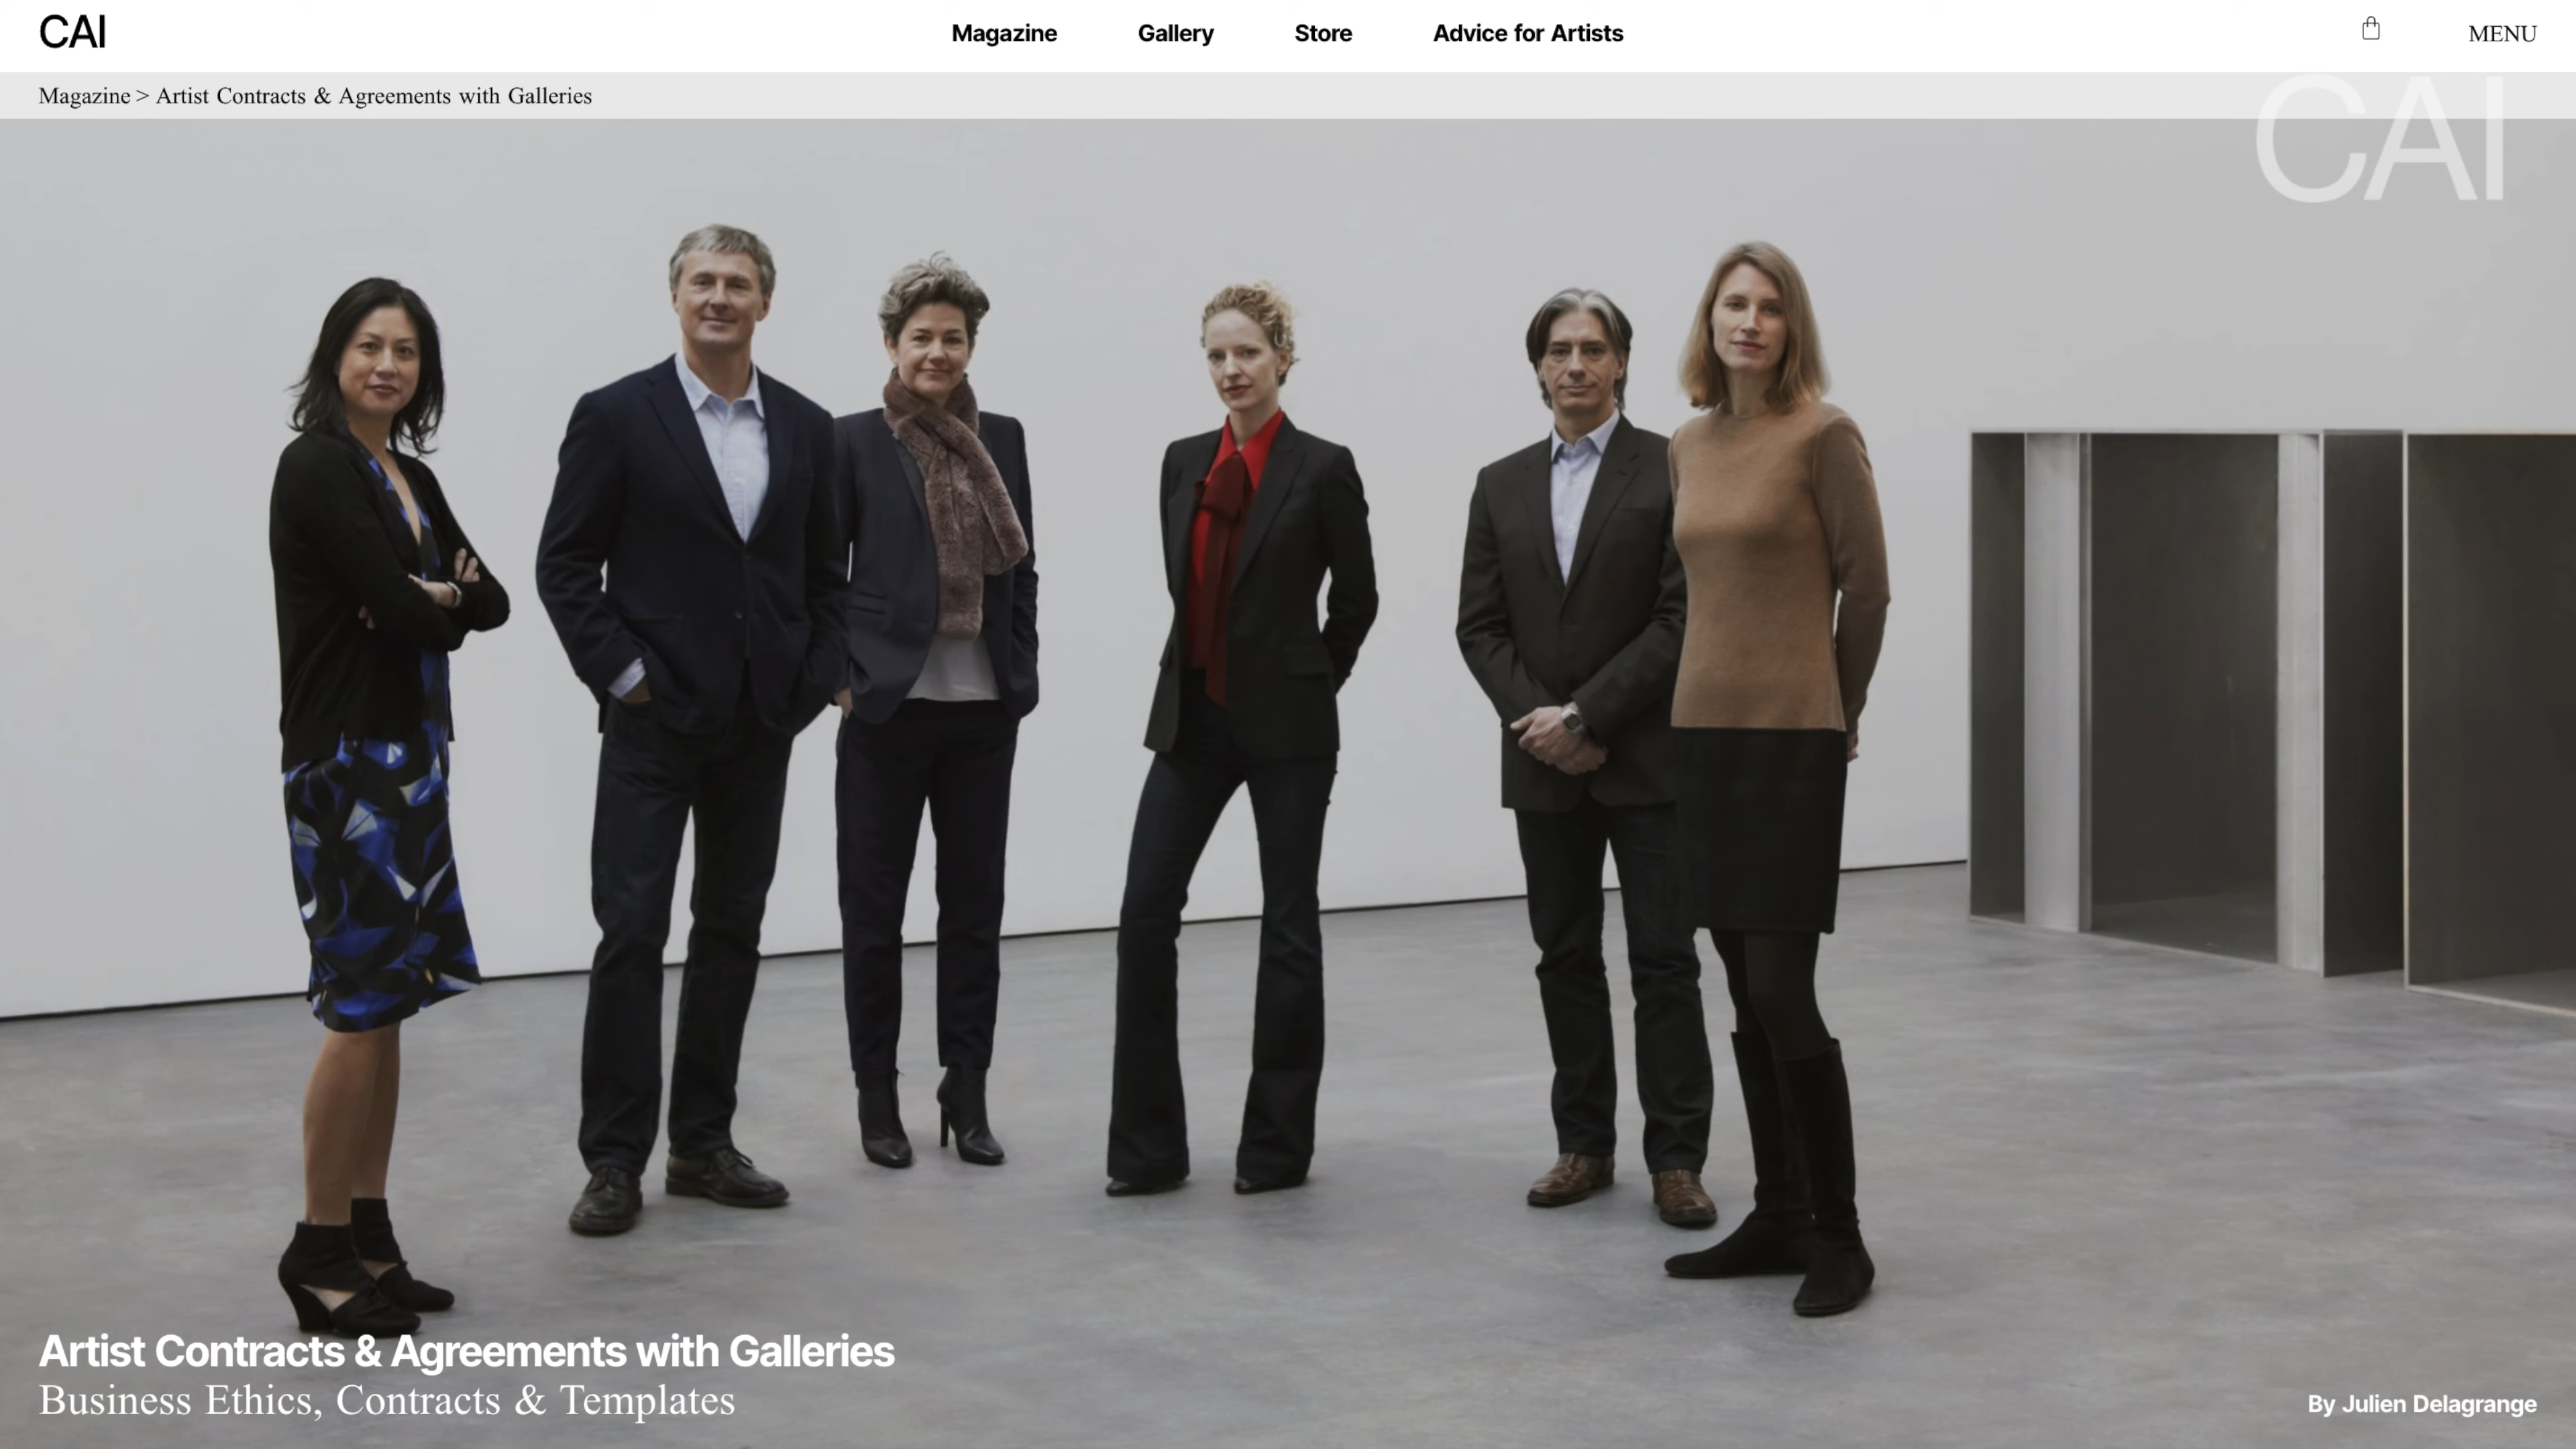 CAI
Magazine
Gallery
Store
Advice for Artists
MENU
Magazine > Artist Contracts & Agreements with Galleries
CAI
Artist Contracts & Agreements with Galleries
Business Ethics, Contracts & Templates
By Julien Delagrange